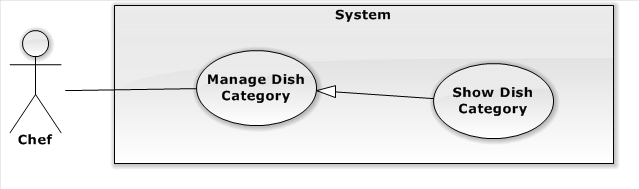 System
Manage Dish
Category
Show Dish
Category
Chef